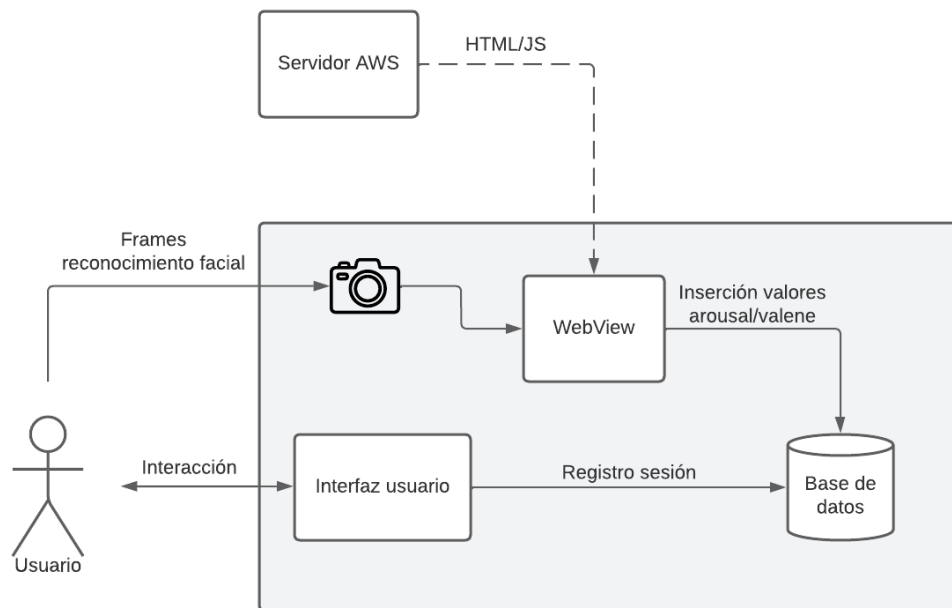 Servidor AWS
HTML/JS
Frames
reconocimiento facial
WebView
Inserción valores
arousal/valene
Interacción
Interfaz usuario
Registro sesión
Base de
datos
Usuario